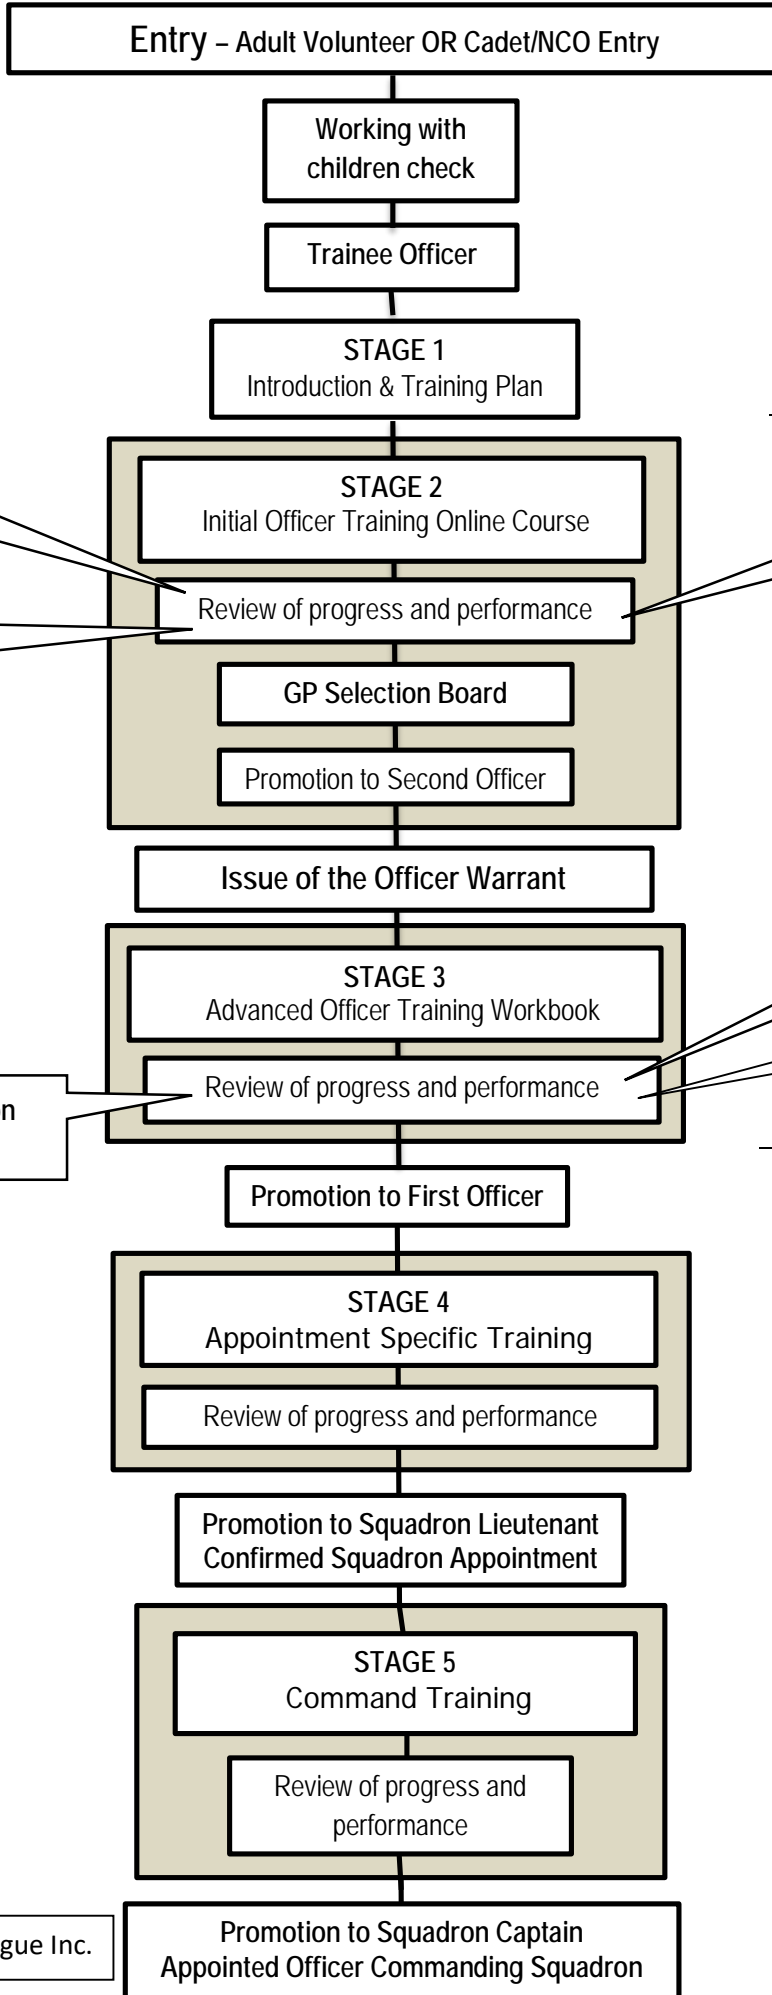 Entry – Adult Volunteer OR Cadet/NCO Entry
Working with
children check
Trainee Officer
STAGE 1
Introduction & Training Plan
STAGE 2
Initial Officer Training Online Course
Review of progress and performance
GP Selection Board
Promotion to Second Officer
Issue of the Officer Warrant
STAGE 3
Advanced Officer Training Workbook
Review of progress and performance
Promotion to First Officer
STAGE 4
Appointment Specific Training
Review of progress and performance
Promotion to Squadron Lieutenant
Confirmed Squadron Appointment
STAGE 5
Command Training
Review of progress and
performance
gue Inc.
Promotion to Squadron Captain
Appointed Officer Commanding Squadron